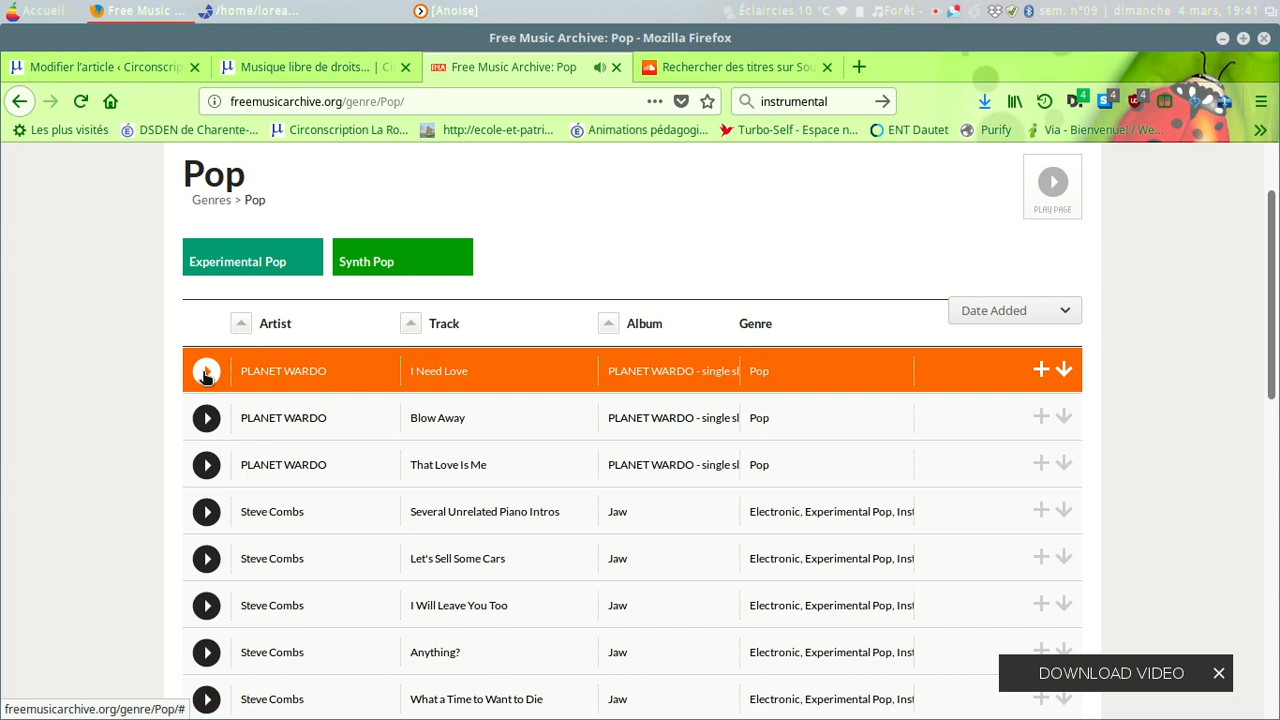 Accueil Free Music ... /home/lorea... [Anoise] Éclaircies 10 °C ♫Forêt - sem. n°09 | dimanche 4 mars, 19:41
Free Music Archive: Pop - Mozilla Firefox
Modifier l'article ‹ Circonscrip Musique libre de droits... | Ci Free Music Archive: Pop Rechercher des titres sur Sou
freemusicarchive.org/genre/Pop/ instrumental 4 4 4
Les plus visités DSDEN de Charente-... Circonscription La Ro... http://ecole-et-patri... Animations pédagogi... Turbo-Self - Espace n... ENT Dautet Purify Via - Bienvenue! / We...
Pop
Genres > Pop
PLAY PAGE
Experimental Pop Synth Pop
Date Added
Artist Track Album Genre
PLANET WARDO I Need Love PLANET WARDO - single sl Pop
PLANET WARDO Blow Away PLANET WARDO - single sl Pop
PLANET WARDO That Love Is Me PLANET WARDO - single sl Pop
Steve Combs Several Unrelated Piano Intros Jaw Electronic, Experimental Pop, Inst
Steve Combs Let's Sell Some Cars Jaw Electronic, Experimental Pop, Inst
Steve Combs I Will Leave You Too Jaw Electronic, Experimental Pop, Inst
Steve Combs Anything? Jaw Electronic, Experimental Pop, Inst
DOWNLOAD VIDEO
Steve Combs What a Time to Want to Die Jaw Electronic, Experimental Pop, Inst
freemusicarchive.org/genre/Pop/#